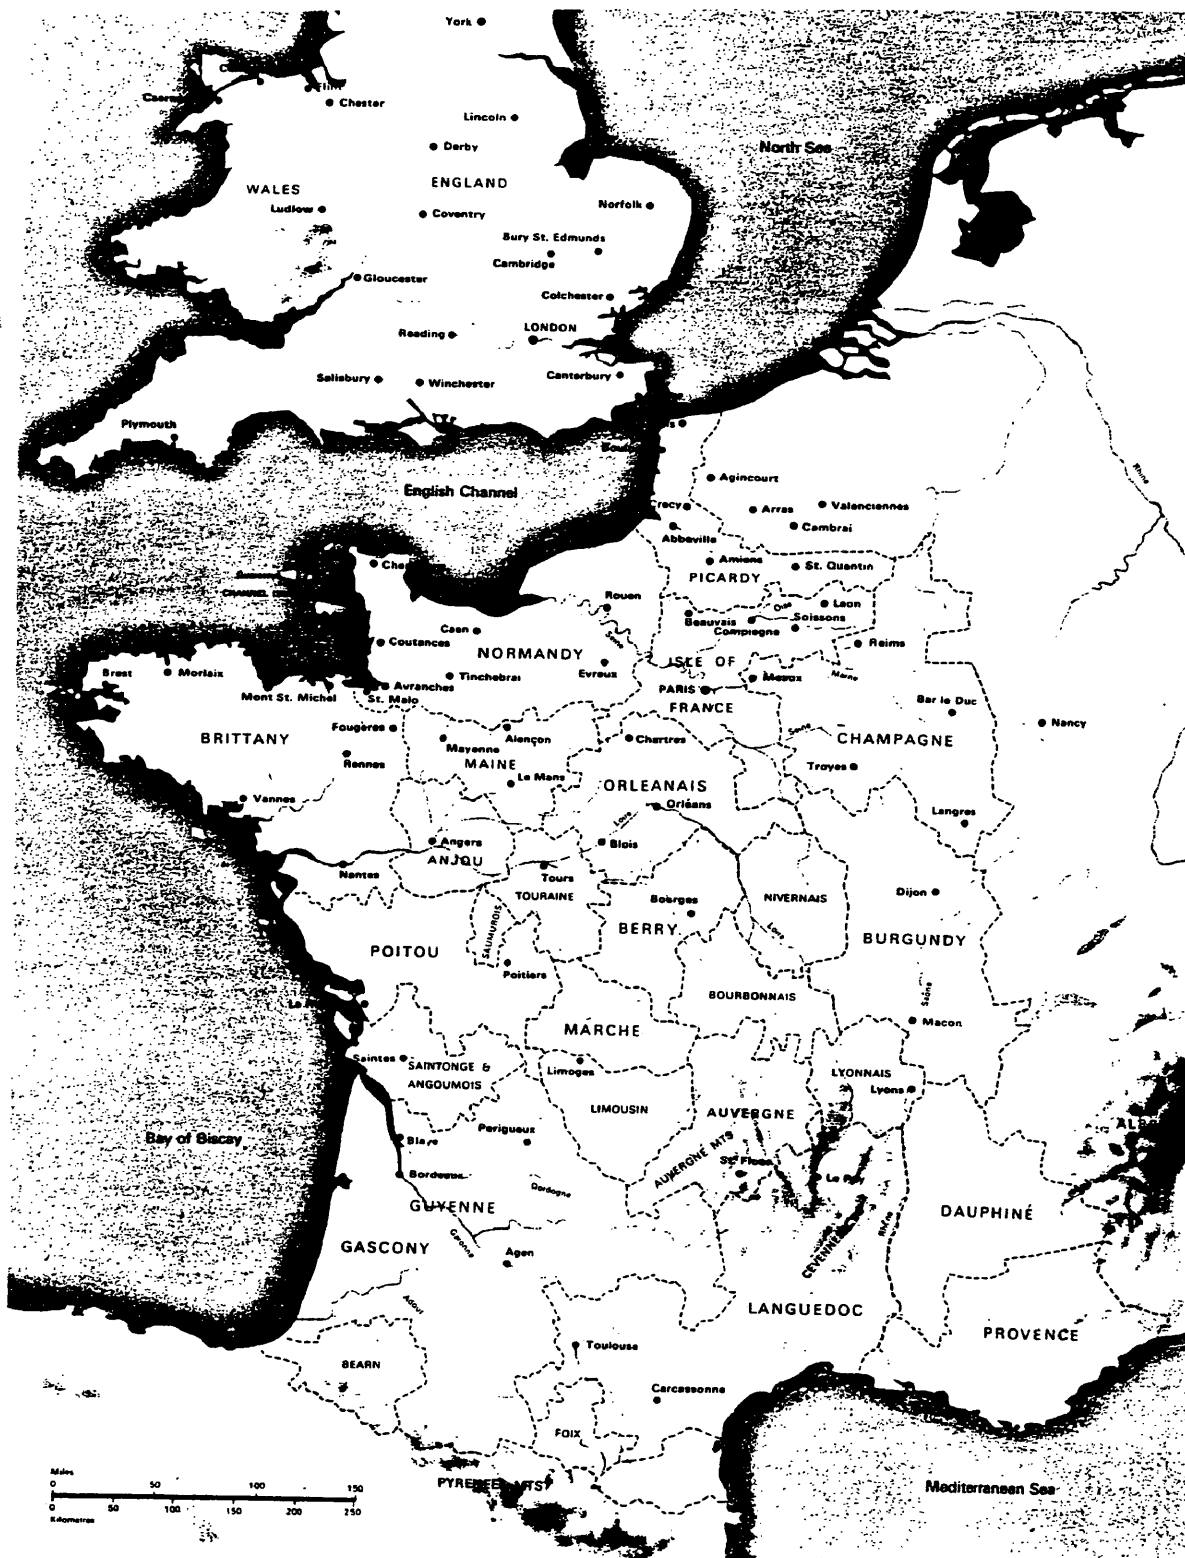 York
Chester
Lincoln
Derby
North Sea
WALES
ENGLAND
Ludlow
Coventry
Norfolk
Bury St. Edmunds
Cambridge
Gloucester
Colchester
Reading
LONDON
Salisbury
Winchester
Canterbury
Plymouth
English Channel
Agincourt
Rhine
Crecy
Arras
Valenciennes
Abbeville
Cambrai
Amiens
St. Quentin
PICARDY
CHANNEL
Rouen
Oise
Laon
Beauvais
Soissons
Compiegne
Caen
Coutances
Seine
Reims
NORMANDY
ISLE OF
Evreux
Brest
Morlaix
Tinchebrai
Meaux
Marne
Mont St. Michel
Avranches
St. Malo
PARIS
FRANCE
Bar le Duc
Nancy
Fougères
BRITTANY
Mayenne
Alençon
Chartres
Seine
CHAMPAGNE
Rennes
MAINE
Le Mans
Troyes
ORLEANAIS
Vannes
Orléans
Langres
Loire
Angers
Blois
ANJOU
Nantes
Tours
TOURAINE
Bourges
NIVERNAIS
Dijon
SAUMUROIS
BERRY
Loire
BURGUNDY
POITOU
Poitiers
BOURBONNAIS
Saône
MARCHE
Macon
Saintes
SAINTONGE &
ANGOUMOIS
Limoges
LYONNAIS
Lyons
LIMOUSIN
AUVERGNE
Bay of Biscay
Blaye
Perigueux
AUVERGNE MTS
St. Flour
Bordeaux
Dordogne
Le Puy
GUYENNE
Rhône
DAUPHINÉ
GASCONY
Garonne
Agen
CEVENNES
Adour
LANGUEDOC
PROVENCE
Toulouse
BEARN
Carcassonne
FOIX
PYRENEES MTS
Mediterranean Sea
Miles
0 50 100 150
0 50 100 150 200 250
Kilometres